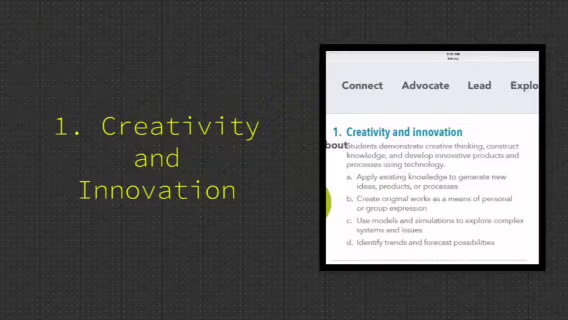 1. Creativity
and
Innovation
Connect Advocate Lead Explo
1. Creativity and innovation
bout
Students demonstrate creative thinking, construct
knowledge, and develop innovative products and
processes using technology.
a. Apply existing knowledge to generate new
ideas, products, or processes
b. Create original works as a means of personal
or group expression
c. Use models and simulations to explore complex
systems and issues
d. Identify trends and forecast possibilities